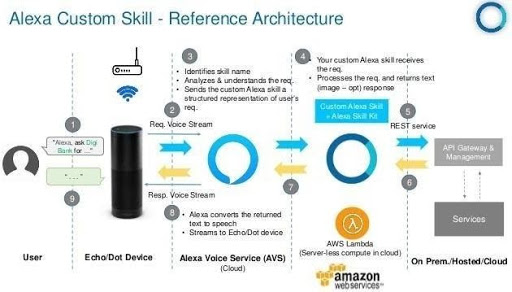 Alexa Custom Skill - Reference Architecture
3
• Identifies skill name
• Analyzes & understands the req.
• Sends the custom Alexa skill a
structured representation of user's
req.
4
• Your custom Alexa skill receives
the req.
• Processes the req. and returns text
(image – opt) response
Custom Alexa Skill
+ Alexa Skill Kit
1
"Alexa, ask Digi
Bank for ..."
"..."
9
2
Req. Voice Stream
Resp. Voice Stream
8
• Alexa converts the returned
text to speech
• Streams to Echo/Dot device
7
5
REST service
6
API Gateway &
Management
Services
AWS Lambda
(Server-less compute in cloud)
amazon
webservices
User
Echo/Dot Device
Alexa Voice Service (AVS)
(Cloud)
On Prem./Hosted/Cloud